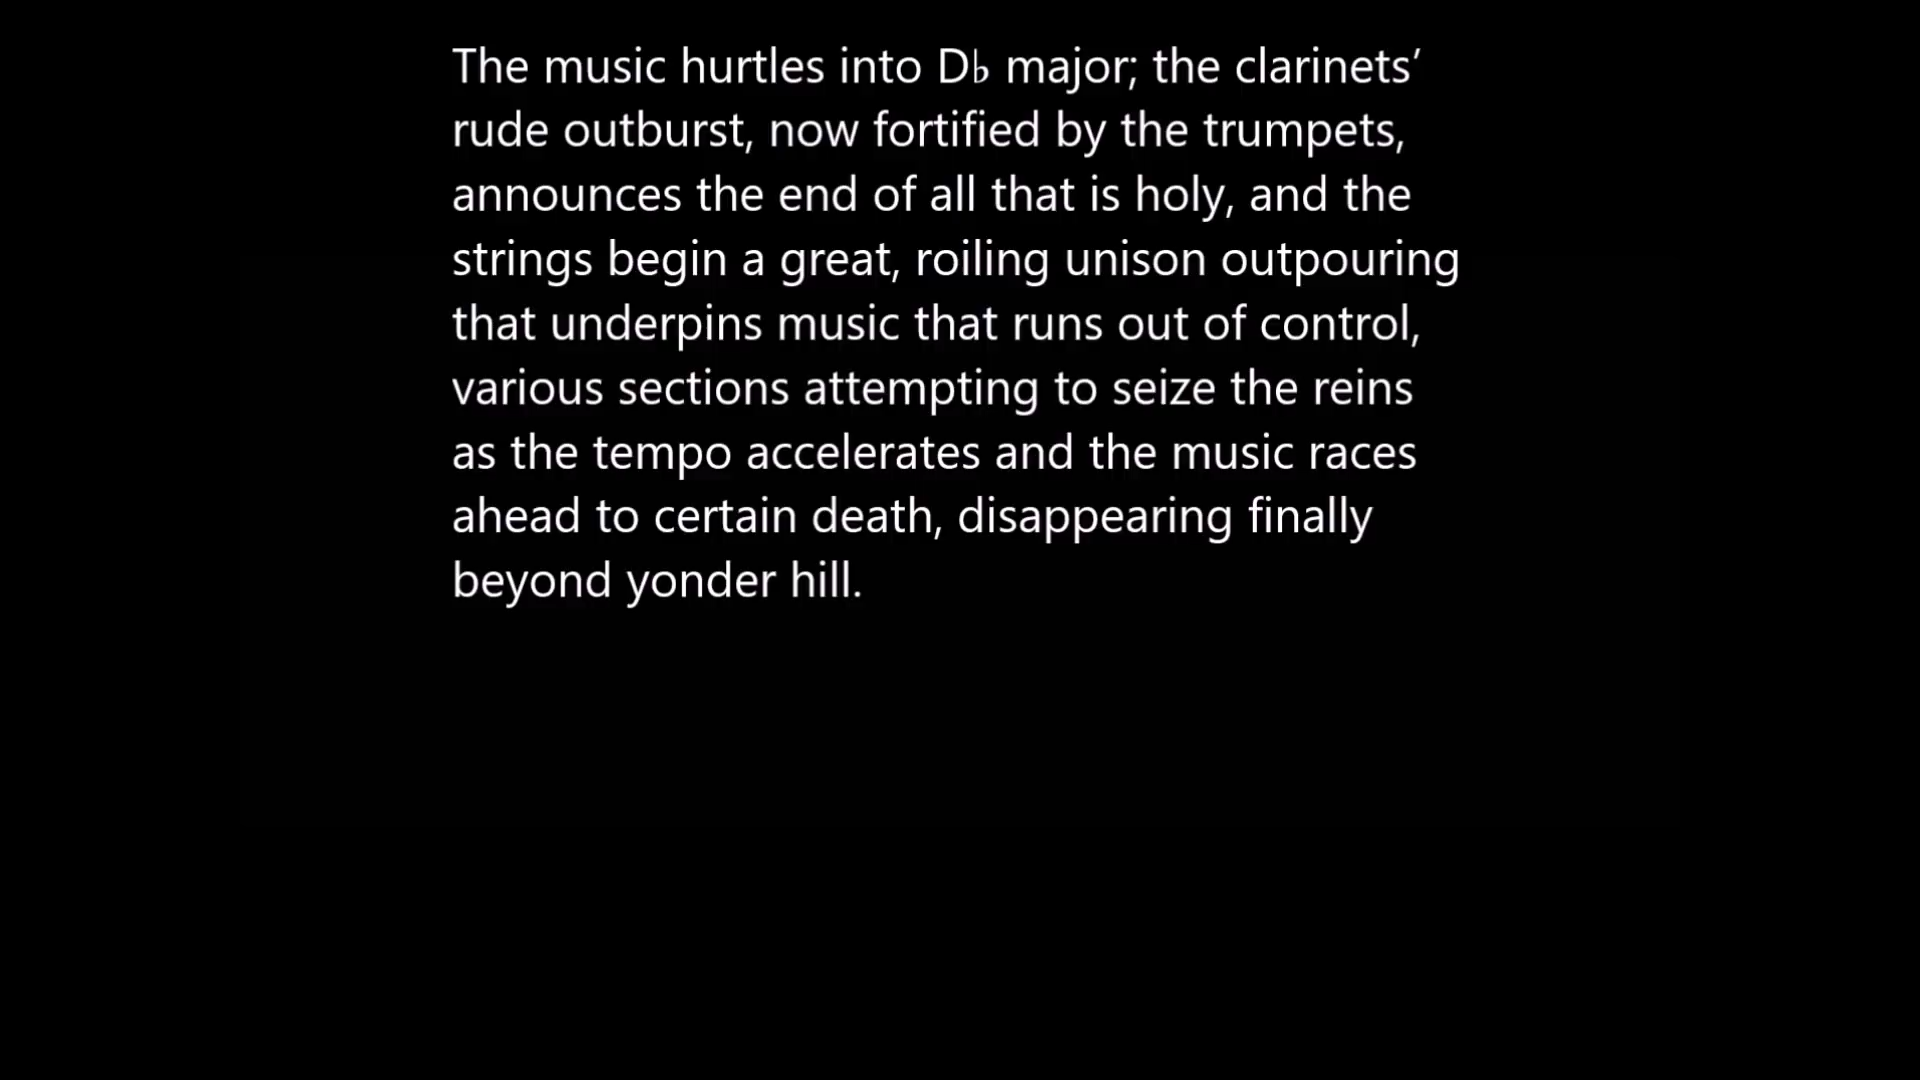 The music hurtles into D♭ major; the clarinets’
rude outburst, now fortified by the trumpets,
announces the end of all that is holy, and the
strings begin a great, roiling unison outpouring
that underpins music that runs out of control,
various sections attempting to seize the reins
as the tempo accelerates and the music races
ahead to certain death, disappearing finally
beyond yonder hill.